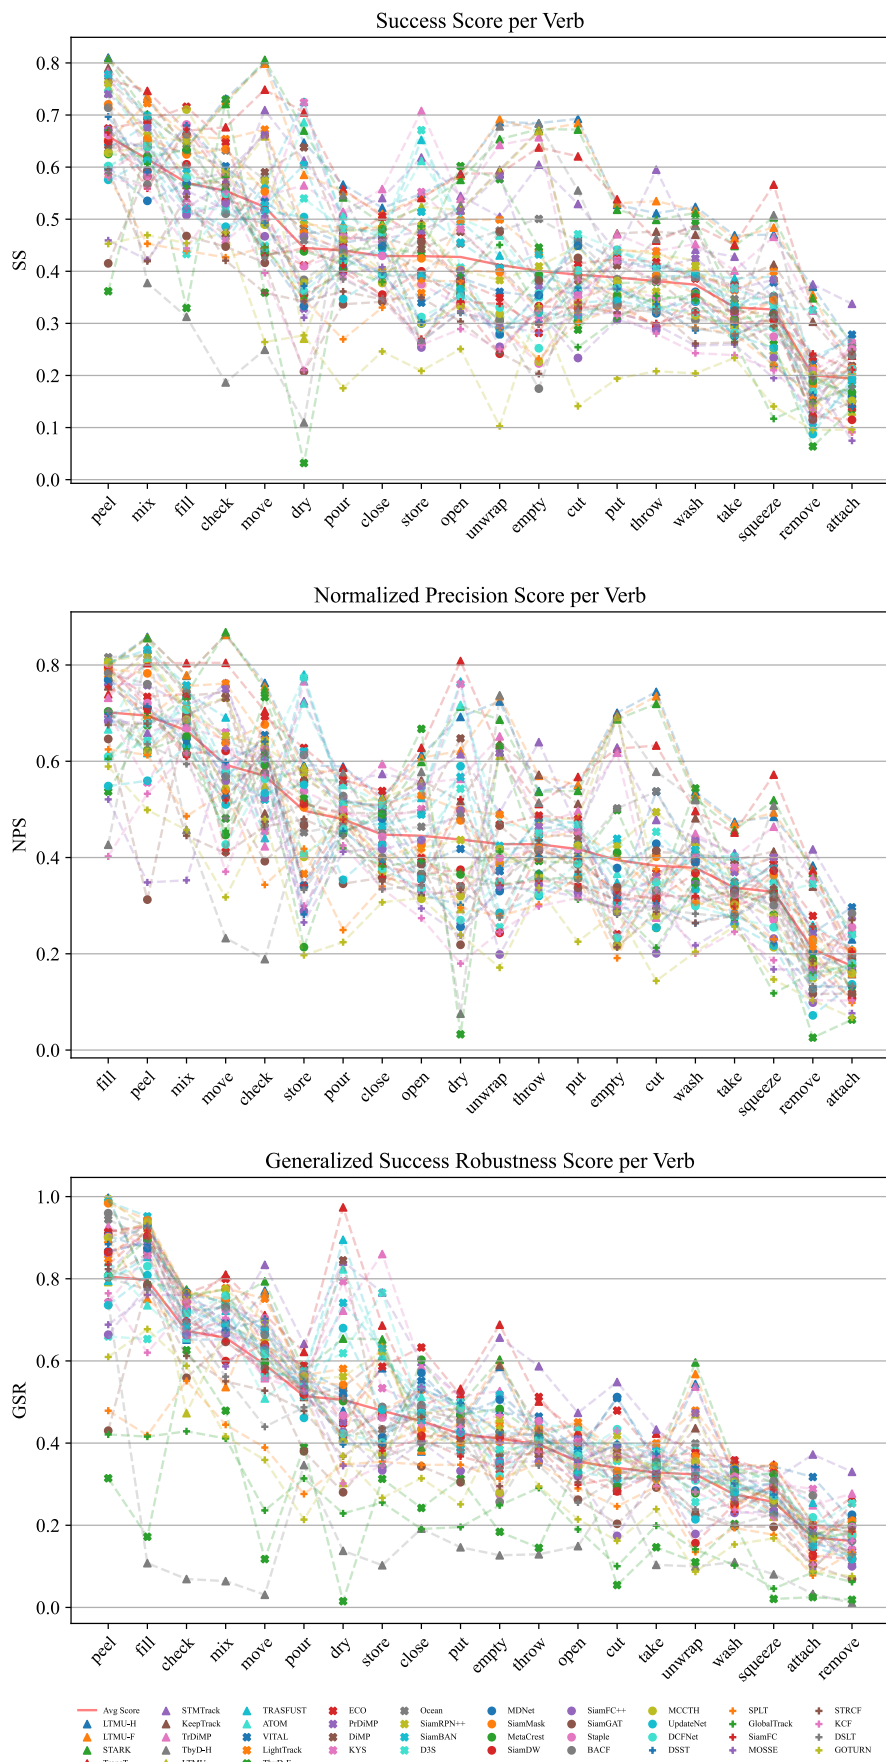 Success Score per Verb
SS
0.8
0.7
0.6
0.5
0.4
0.3
0.2
0.1
0.0
peel mix fill check move dry pour close store open unwrap empty cut put throw wash take squeeze remove attach
Normalized Precision Score per Verb
NPS
0.8
0.6
0.4
0.2
0.0
fill peel mix move check store pour close open dry unwrap throw put empty cut wash take squeeze remove attach
Generalized Success Robustness Score per Verb
GSR
1.0
0.8
0.6
0.4
0.2
0.0
peel fill check mix move pour dry store close put empty throw open cut take unwrap wash squeeze attach remove
Avg Score STMTrack TRASFUST ECO Ocean MDNet SiamFC++ MCCTH SPLT STRCF
LTMU-H KeepTrack ATOM PrDiMP SiamRPN++ SiamMask SiamGAT UpdateNet GlobalTrack KCF
LTMU-F TrDiMP VITAL DiMP SiamBAN MetaCrest Staple DCFNet SiamFC DSLT
STARK TbyD-H LightTrack KYS D3S SiamDW BACF DSST MOSSE GOTURN